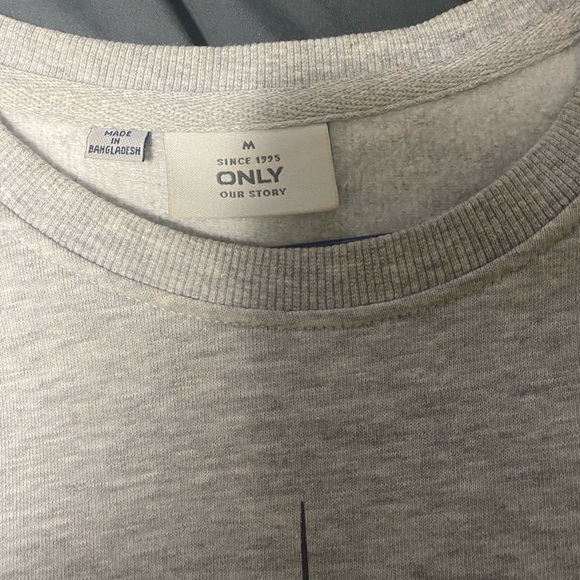 MADE
IN
BANGLADESH
M
SINCE 1995
ONLY
OUR STORY